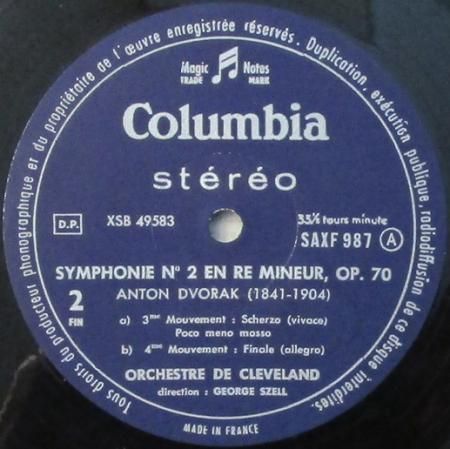 Tous droits du producteur phonographique et du propriétaire de l'œuvre enregistrée réservés. Duplication, exécution publique, radiodiffusion de ce disque interdites.
Magic Notes
TRADE MARK
Columbia
stéréo
D.P. XSB 49583 33⅓ tours minute
SAXF 987 A
SYMPHONIE Nº 2 EN RE MINEUR, OP. 70
2 ANTON DVORAK (1841-1904)
FIN
a) 3me Mouvement : Scherzo (vivace)
Poco meno mosso
b) 4eme Mouvement : Finale (allegro)
ORCHESTRE DE CLEVELAND
direction : GEORGE SZELL
MADE IN FRANCE